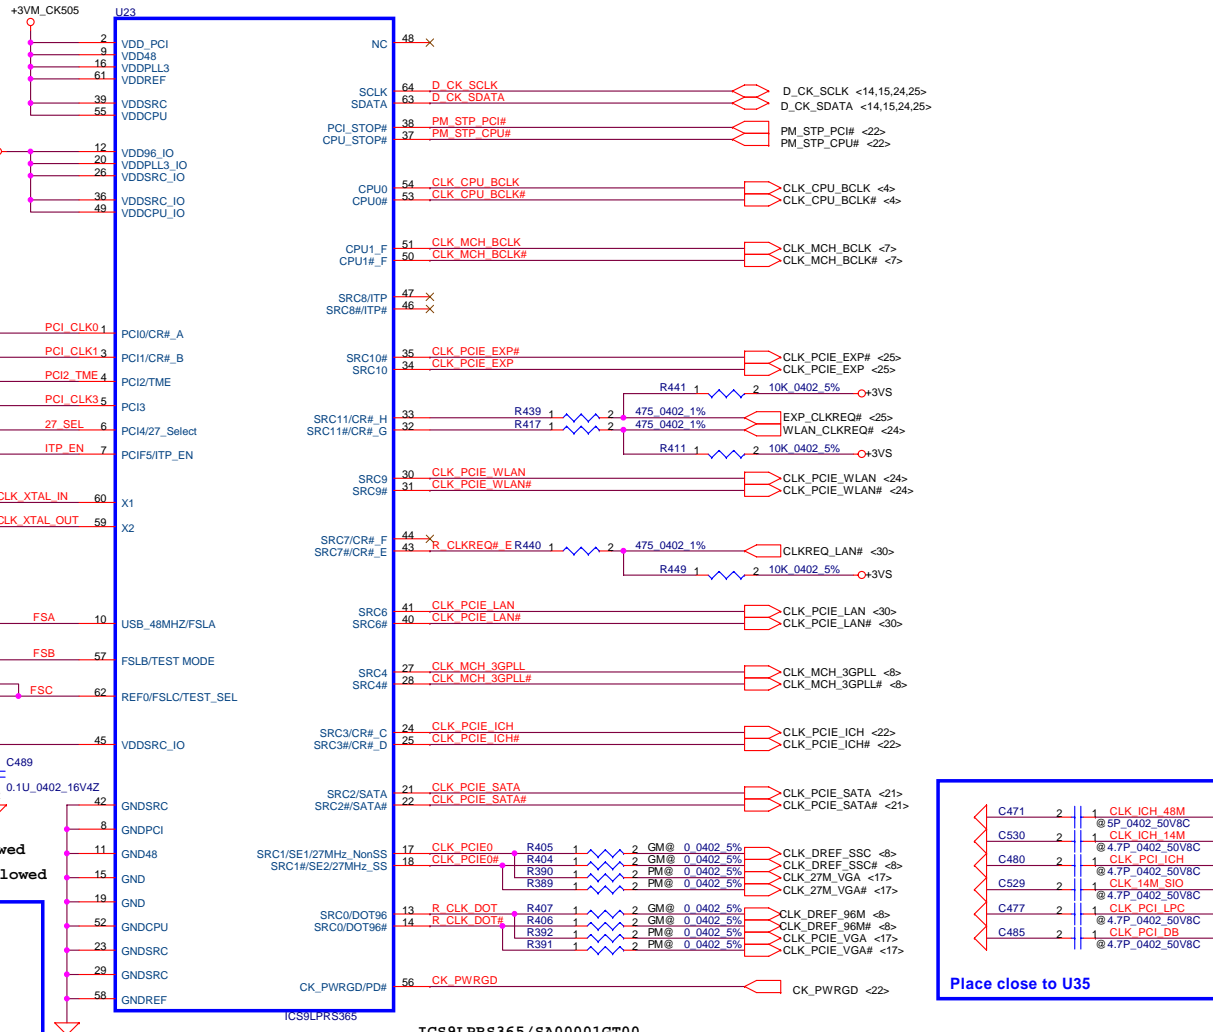 +3VM_CK505
U23
2 VDD_PCI
9 VDD48
16 VDDPLL3
61 VDDREF
39 VDDSRC
55 VDDCPU
12 VDD96_IO
20 VDDPLL3_IO
26 VDDSRC_IO
36 VDDSRC_IO
49 VDDCPU_IO
PCI_CLK0 1 PCI0/CR#_A
PCI_CLK1 3 PCI1/CR#_B
PCI2_TME 4 PCI2/TME
PCI_CLK3 5 PCI3
27_SEL 6 PCI4/27_Select
ITP_EN 7 PCIF5/ITP_EN
CLK_XTAL_IN 60 X1
CLK_XTAL_OUT 59 X2
FSA 10 USB_48MHZ/FSLA
FSB 57 FSLB/TEST MODE
FSC 62 REF0/FSLC/TEST_SEL
45 VDDSRC_IO
C489
0.1U_0402_16V4Z
42 GNDSRC
8 GNDPCI
11 GND48
15 GND
19 GND
52 GNDCPU
23 GNDSRC
29 GNDSRC
58 GNDREF
NC 48
SCLK 64 D_CK_SCLK D_CK_SCLK <14,15,24,25>
SDATA 63 D_CK_SDATA D_CK_SDATA <14,15,24,25>
PCI_STOP# 38 PM_STP_PCI# PM_STP_PCI# <22>
CPU_STOP# 37 PM_STP_CPU# PM_STP_CPU# <22>
CPU0 54 CLK_CPU_BCLK CLK_CPU_BCLK <4>
CPU0# 53 CLK_CPU_BCLK# CLK_CPU_BCLK# <4>
CPU1_F 51 CLK_MCH_BCLK CLK_MCH_BCLK <7>
CPU1#_F 50 CLK_MCH_BCLK# CLK_MCH_BCLK# <7>
SRC8/ITP 47
SRC8#/ITP# 46
SRC10# 35 CLK_PCIE_EXP# CLK_PCIE_EXP# <25>
SRC10 34 CLK_PCIE_EXP CLK_PCIE_EXP <25>
R441 1 2 10K_0402_5% +3VS
SRC11/CR#_H 33 R439 1 2 475_0402_1% EXP_CLKREQ# <25>
SRC11#/CR#_G 32 R417 1 2 475_0402_1% WLAN_CLKREQ# <24>
R411 1 2 10K_0402_5% +3VS
SRC9 30 CLK_PCIE_WLAN CLK_PCIE_WLAN <24>
SRC9# 31 CLK_PCIE_WLAN# CLK_PCIE_WLAN# <24>
SRC7/CR#_F 44
SRC7#/CR#_E 43 R_CLKREQ#_E R440 1 2 475_0402_1% CLKREQ_LAN# <30>
R449 1 2 10K_0402_5% +3VS
SRC6 41 CLK_PCIE_LAN CLK_PCIE_LAN <30>
SRC6# 40 CLK_PCIE_LAN# CLK_PCIE_LAN# <30>
SRC4 27 CLK_MCH_3GPLL CLK_MCH_3GPLL <8>
SRC4# 28 CLK_MCH_3GPLL# CLK_MCH_3GPLL# <8>
SRC3/CR#_C 24 CLK_PCIE_ICH CLK_PCIE_ICH <22>
SRC3#/CR#_D 25 CLK_PCIE_ICH# CLK_PCIE_ICH# <22>
SRC2/SATA 21 CLK_PCIE_SATA CLK_PCIE_SATA <21>
SRC2#/SATA# 22 CLK_PCIE_SATA# CLK_PCIE_SATA# <21>
SRC1/SE1/27MHz_NonSS 17 CLK_PCIE0 R405 1 2 GM@ 0_0402_5% CLK_DREF_SSC <8>
SRC1#/SE2/27MHz_SS 18 CLK_PCIE0# R404 1 2 GM@ 0_0402_5% CLK_DREF_SSC# <8>
R390 1 2 PM@ 0_0402_5% CLK_27M_VGA <17>
R389 1 2 PM@ 0_0402_5% CLK_27M_VGA# <17>
SRC0/DOT96 13 R_CLK_DOT R407 1 2 GM@ 0_0402_5% CLK_DREF_96M <8>
SRC0/DOT96# 14 R_CLK_DOT# R406 1 2 GM@ 0_0402_5% CLK_DREF_96M# <8>
R392 1 2 PM@ 0_0402_5% CLK_PCIE_VGA <17>
R391 1 2 PM@ 0_0402_5% CLK_PCIE_VGA# <17>
CK_PWRGD/PD# 56 CK_PWRGD CK_PWRGD <22>
ICS9LPRS365
C471 2 1 CLK_ICH_48M
@5P_0402_50V8C
C530 2 1 CLK_ICH_14M
@4.7P_0402_50V8C
C480 2 1 CLK_PCI_ICH
@4.7P_0402_50V8C
C529 2 1 CLK_14M_SIO
@4.7P_0402_50V8C
C477 2 1 CLK_PCI_LPC
@4.7P_0402_50V8C
C485 2 1 CLK_PCI_DB
@4.7P_0402_50V8C
Place close to U35